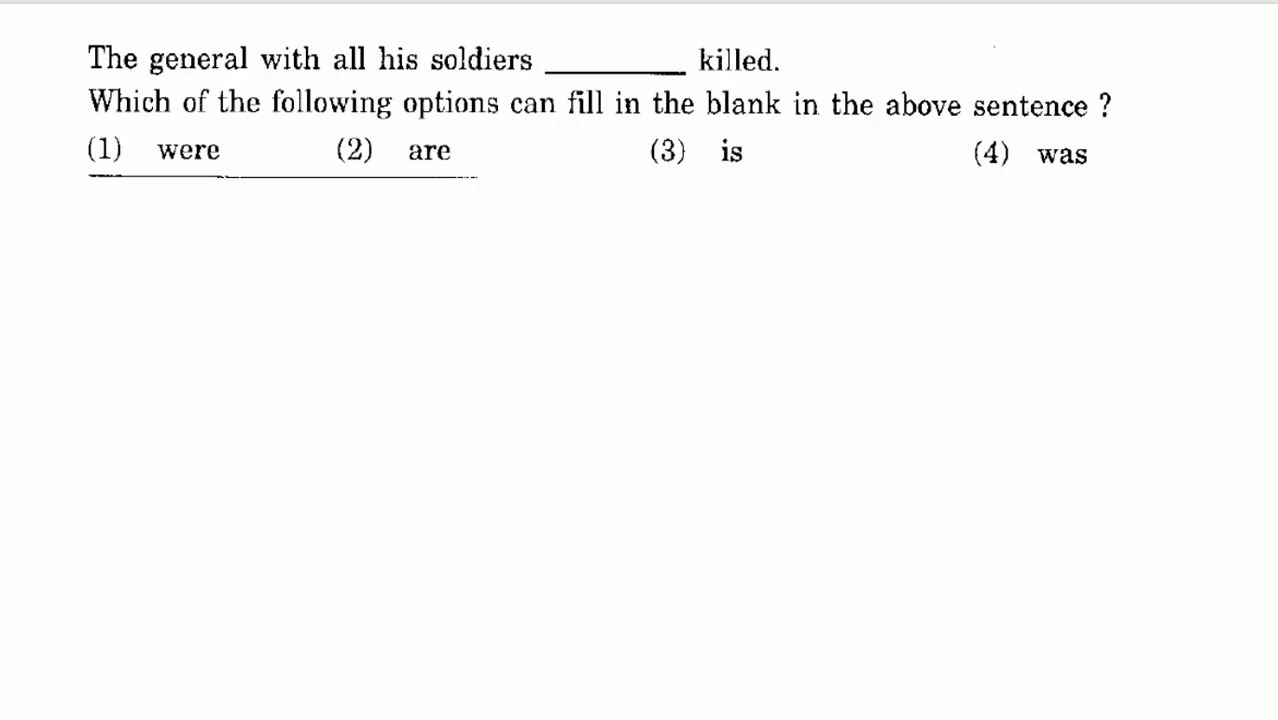 The general with all his soldiers ________ killed.
Which of the following options can fill in the blank in the above sentence ?
(1) were (2) are (3) is (4) was